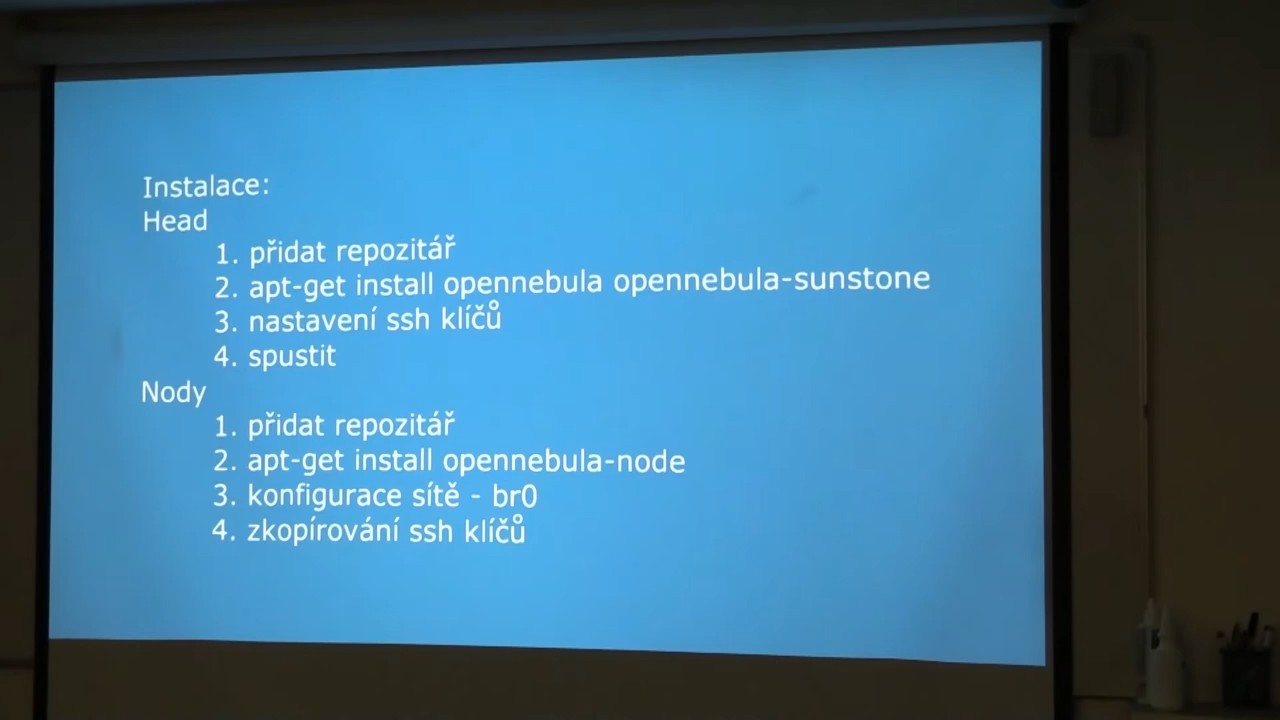 Instalace:
Head
1. přidat repozitář
2. apt-get install opennebula opennebula-sunstone
3. nastavení ssh klíčů
4. spustit
Nody
1. přidat repozitář
2. apt-get install opennebula-node
3. konfigurace sítě - br0
4. zkopírování ssh klíčů